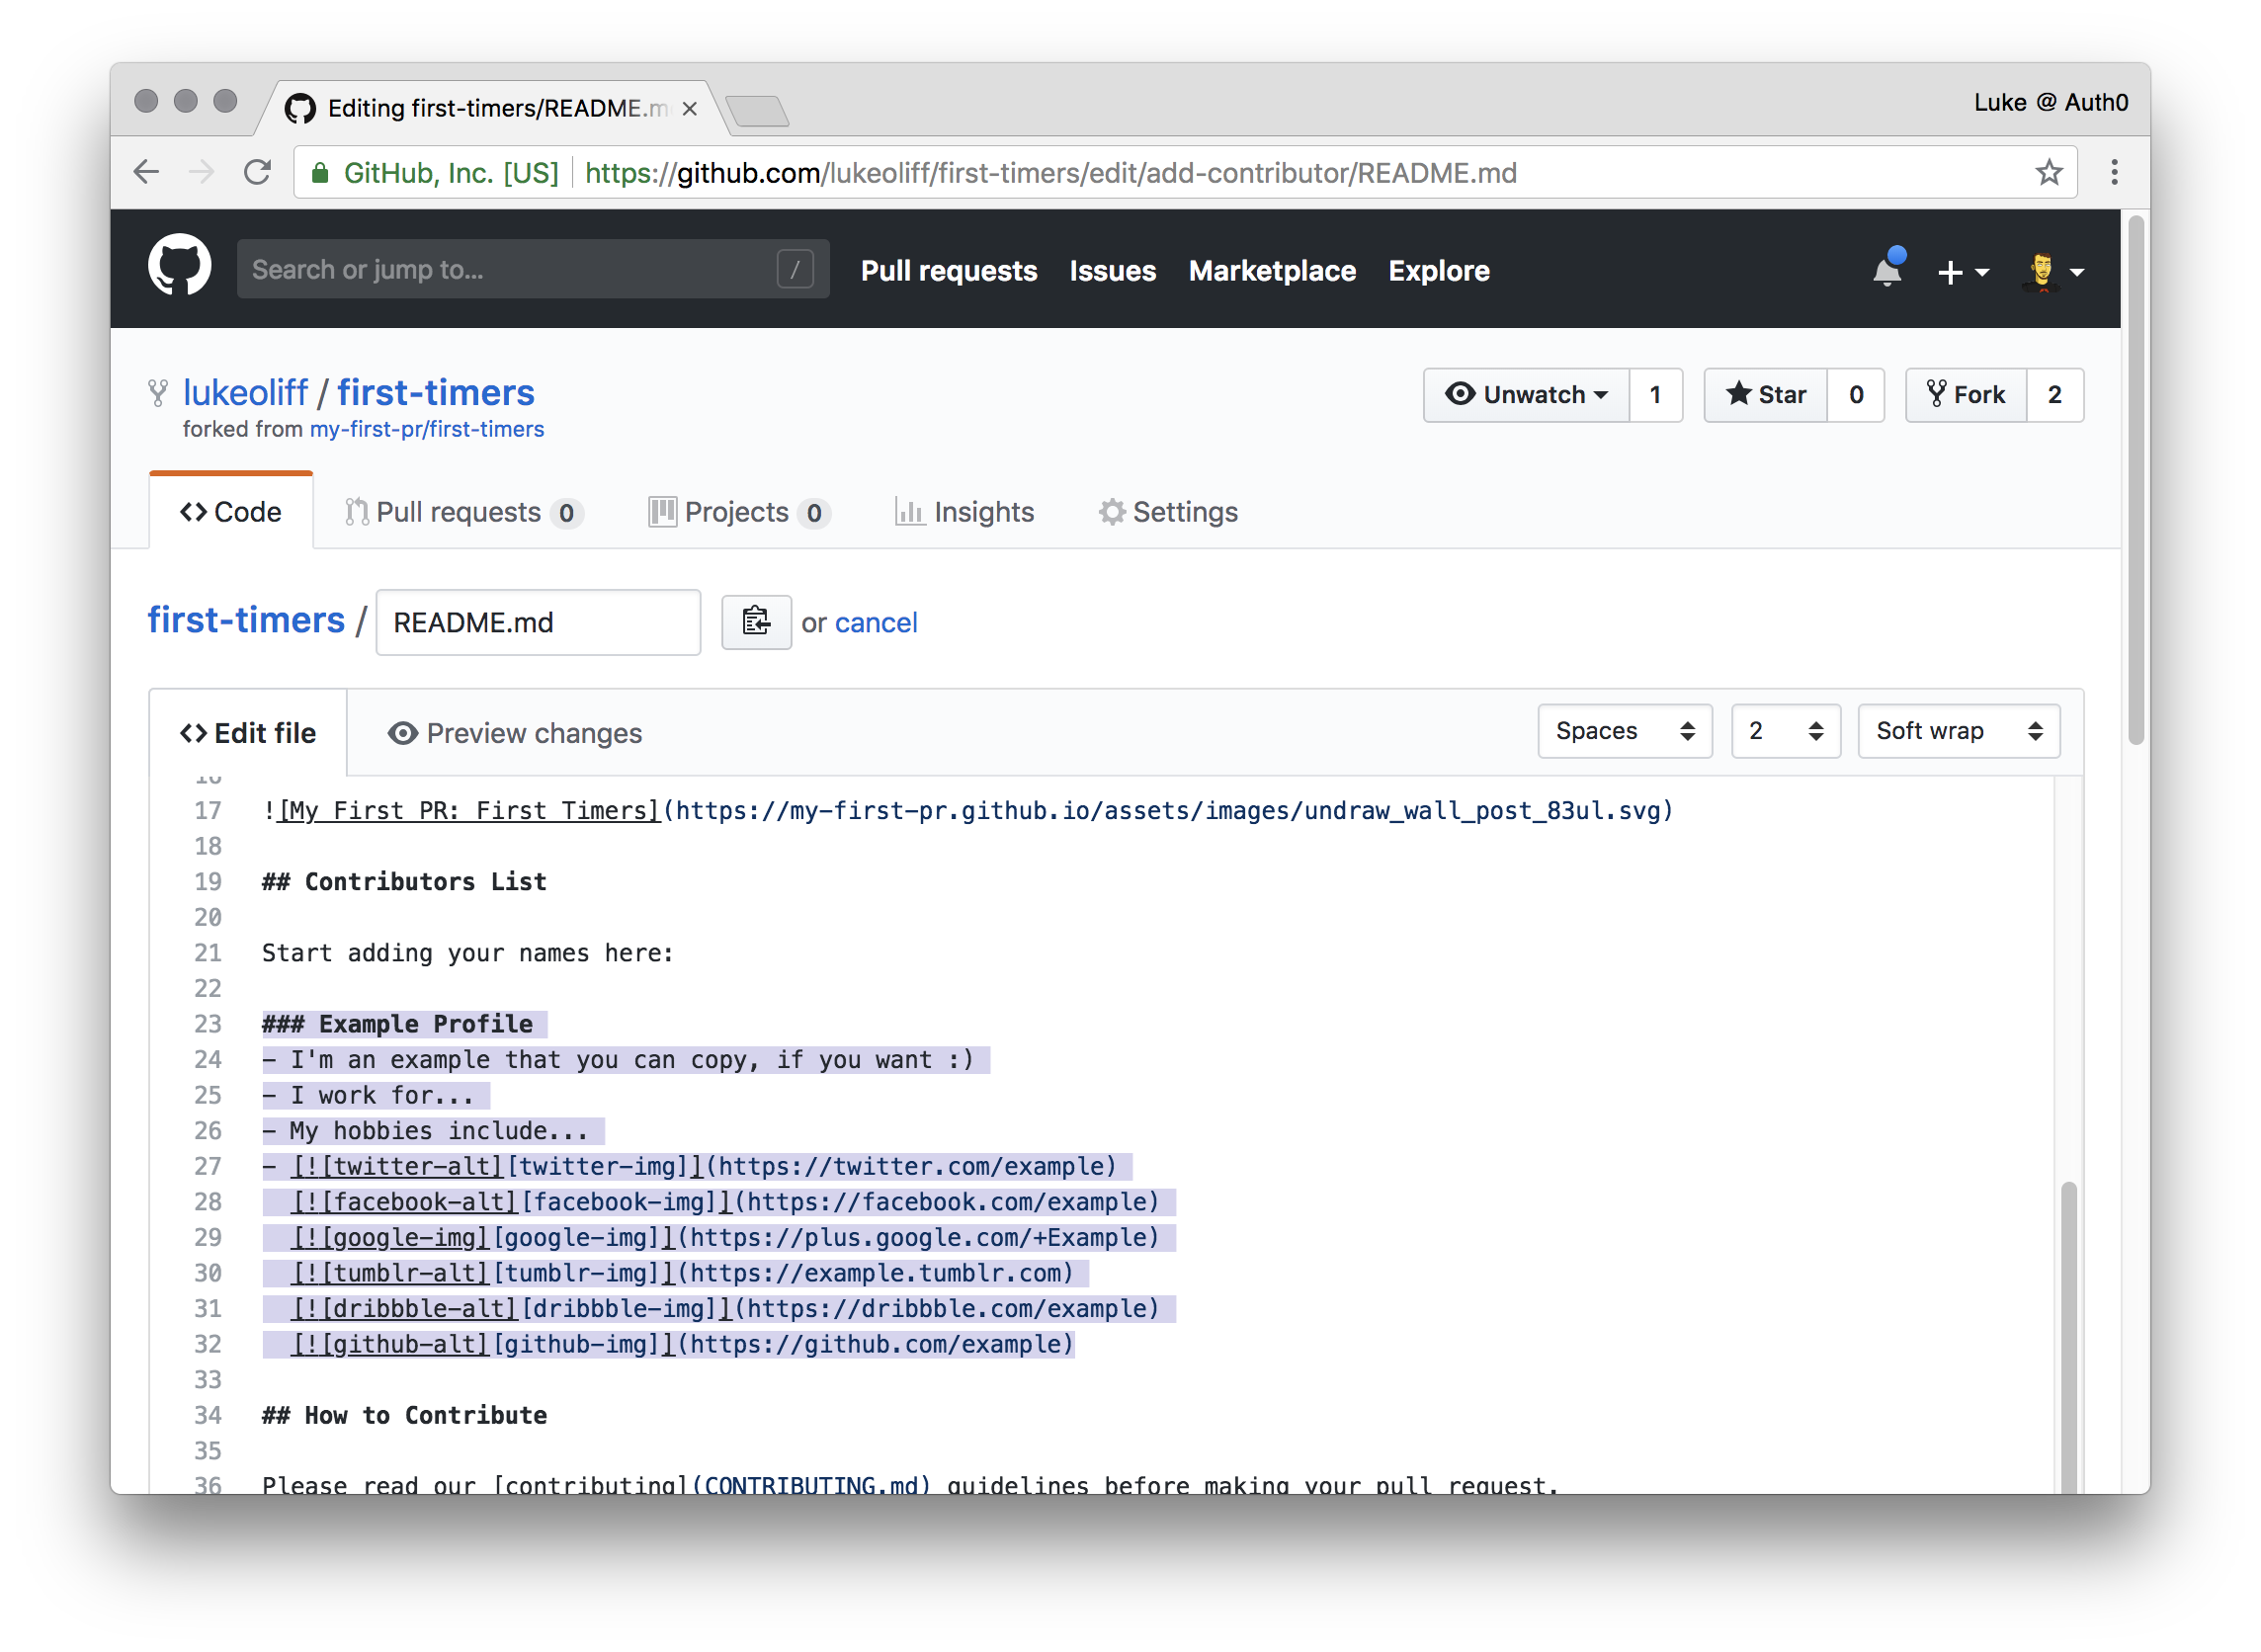 Editing first-timers/README.m
Luke @ Auth0
GitHub, Inc. [US] https://github.com/lukeoliff/first-timers/edit/add-contributor/README.md
Search or jump to... / Pull requests Issues Marketplace Explore
lukeoliff / first-timers Unwatch 1 Star 0 Fork 2
forked from my-first-pr/first-timers
Code Pull requests 0 Projects 0 Insights Settings
first-timers / README.md or cancel
Edit file Preview changes Spaces 2 Soft wrap
16
17 ![My First PR: First Timers](https://my-first-pr.github.io/assets/images/undraw_wall_post_83ul.svg)
18
19 ## Contributors List
20
21 Start adding your names here:
22
23 ### Example Profile
24 - I'm an example that you can copy, if you want :)
25 - I work for...
26 - My hobbies include...
27 - [![twitter-alt][twitter-img]](https://twitter.com/example)
28 [![facebook-alt][facebook-img]](https://facebook.com/example)
29 [![google-img][google-img]](https://plus.google.com/+Example)
30 [![tumblr-alt][tumblr-img]](https://example.tumblr.com)
31 [![dribbble-alt][dribbble-img]](https://dribbble.com/example)
32 [![github-alt][github-img]](https://github.com/example)
33
34 ## How to Contribute
35
36 Please read our [contributing](CONTRIBUTING.md) guidelines before making your pull request.